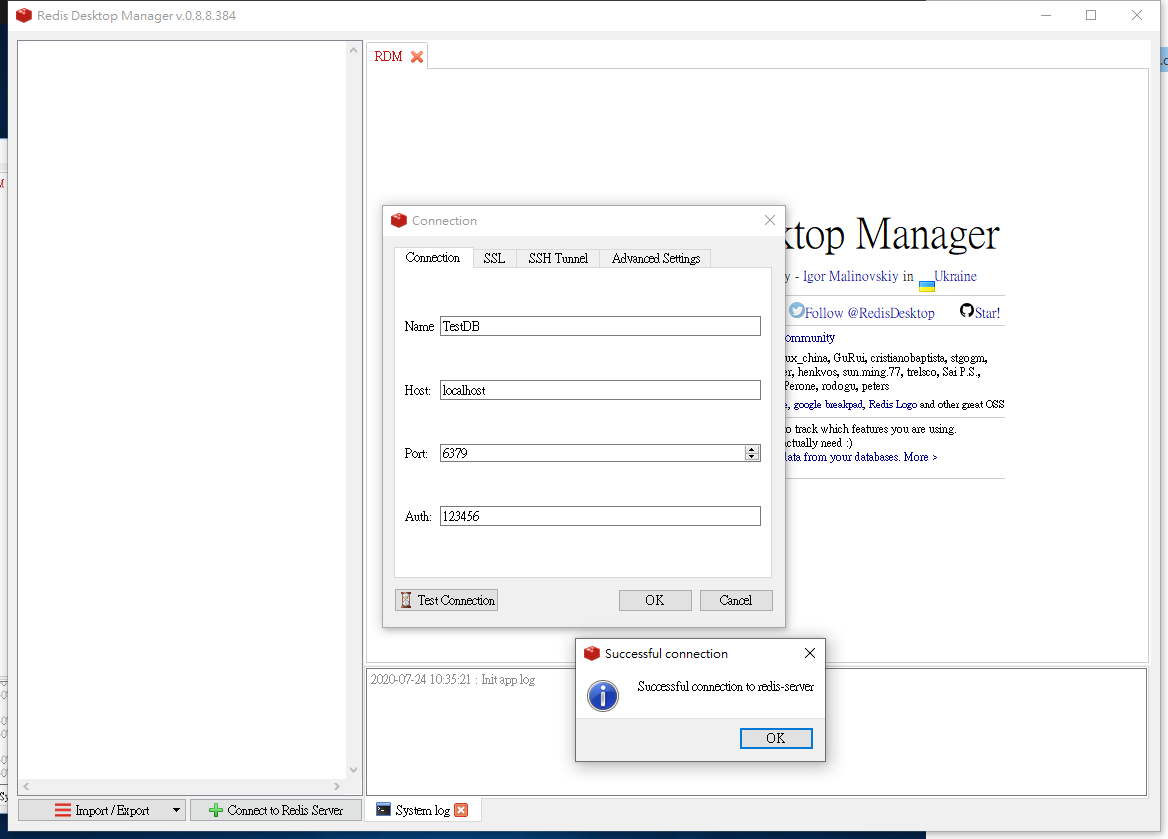 Redis Desktop Manager v.0.8.8.384
RDM
Connection
Connection SSL SSH Tunnel Advanced Settings
Name TestDB
Host: localhost
Port: 6379
Auth: 123456
Test Connection OK Cancel
ktop Manager
y - Igor Malinovskiy in Ukraine
Follow @RedisDesktop Star!
ommunity
ux_china, GuRui, cristianobaptista, stgogm,
er, henkvos, sun.ming.77, trelsco, Sai P.S.,
Perone, rodogu, peters
e, google breakpad, Redis Logo and other great OSS
to track which features you are using.
actually need :)
data from your databases. More >
Successful connection
Successful connection to redis-server
OK
2020-07-24 10:35:21 :: Init app log
Import / Export Connect to Redis Server System log